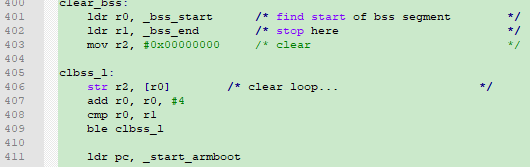 400 clear_bss:
401 ldr r0, _bss_start /* find start of bss segment */
402 ldr r1, _bss_end /* stop here */
403 mov r2, #0x00000000 /* clear */
404
405 clbss_l:
406 str r2, [r0] /* clear loop... */
407 add r0, r0, #4
408 cmp r0, r1
409 ble clbss_l
410
411 ldr pc, _start_armboot